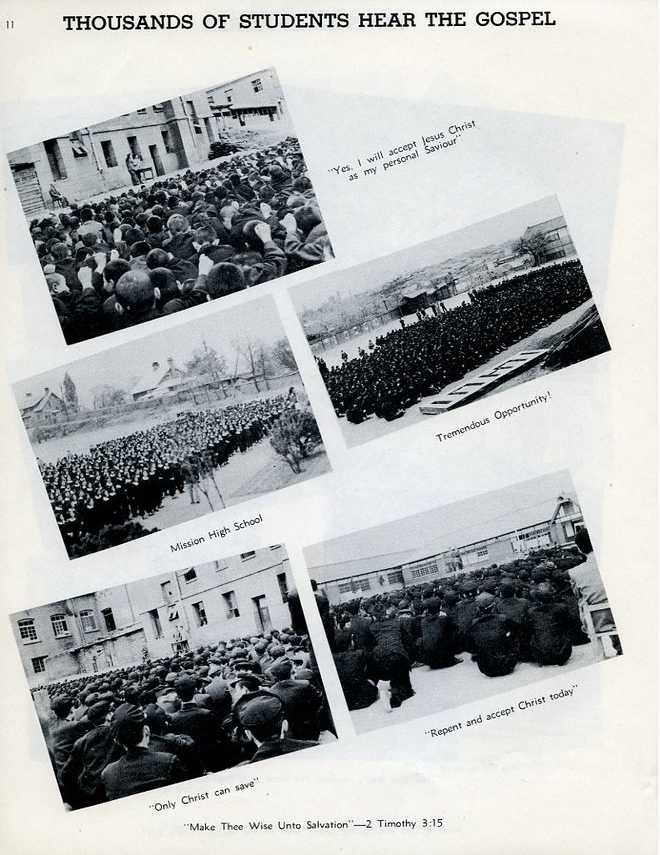 11
THOUSANDS OF STUDENTS HEAR THE GOSPEL
"Yes, I will accept Jesus Christ
as my personal Saviour"
Tremendous Opportunity!
Mission High School
"Repent and accept Christ today"
"Only Christ can save"
"Make Thee Wise Unto Salvation"—2 Timothy 3:15